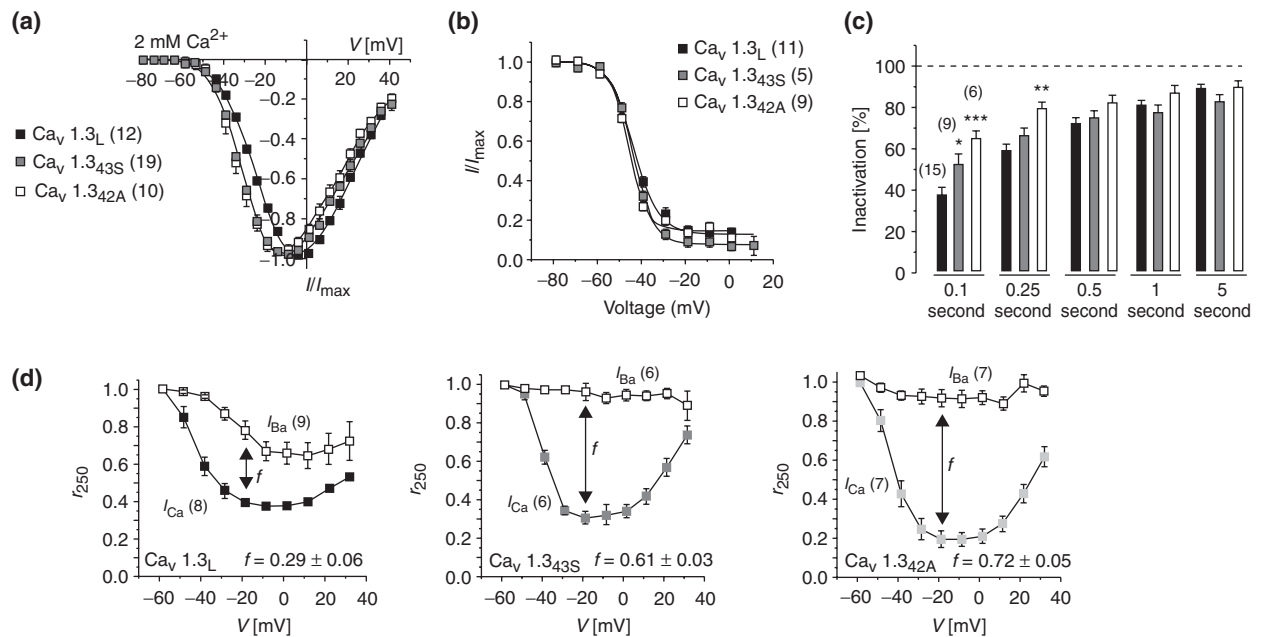 (a)
2 mM Ca2+
V [mV]
−80 −60 −40 −20 20 40
−0.2
−0.4
−0.6
−0.8
−1.0
I/Imax
Cav 1.3L (12)
Cav 1.343S (19)
Cav 1.342A (10)
(b)
1.0
0.8
0.6
0.4
0.2
0.0
I/Imax
−80 −60 −40 −20 0 20
Voltage (mV)
Cav 1.3L (11)
Cav 1.343S (5)
Cav 1.342A (9)
(c)
100
80
60
40
20
0
Inactivation [%]
(15)
(9)
*
(6)
***
**
0.1 second
0.25 second
0.5 second
1 second
5 second
(d)
1.0
0.8
0.6
0.4
0.2
0.0
r250
IBa (9)
f
ICa (8)
Cav 1.3L f = 0.29 ± 0.06
−60 −40 −20 0 20 40
V [mV]
1.0
0.8
0.6
0.4
0.2
0.0
r250
IBa (6)
f
ICa (6)
Cav 1.343S f = 0.61 ± 0.03
−60 −40 −20 0 20 40
V [mV]
1.0
0.8
0.6
0.4
0.2
0.0
r250
IBa (7)
f
ICa (7)
Cav 1.342A f = 0.72 ± 0.05
−60 −40 −20 0 20 40
V [mV]